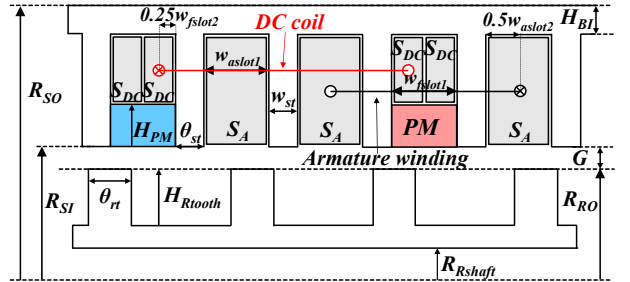 0.25w_fslot2
DC coil
0.5w_aslot2
H_BI
R_SO
S_DC
S_DC
w_aslot1
S_DC
S_DC
w_fslot1
w_st
H_PM
θ_st
S_A
S_A
PM
S_A
Armature winding
G
R_SI
θ_rt
H_Rtooth
R_RO
R_Rshaft